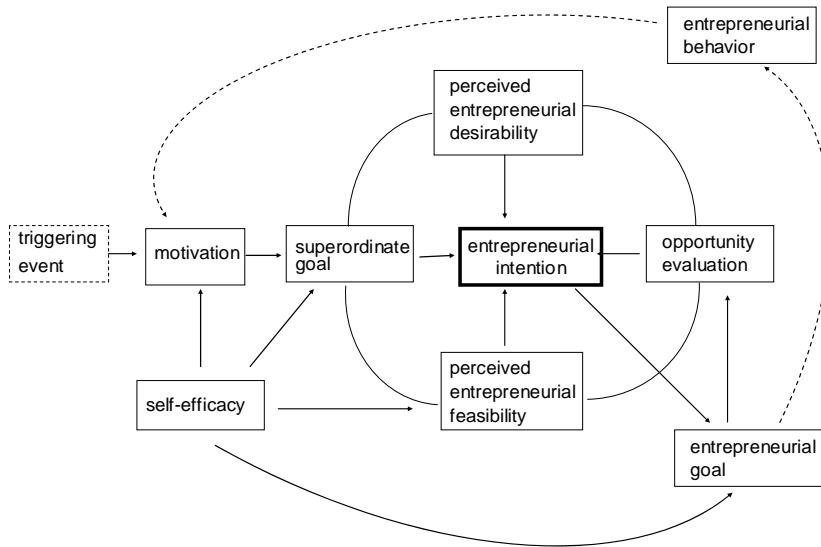 entrepreneurial
behavior
perceived
entrepreneurial
desirability
triggering
event
motivation
superordinate
goal
entrepreneurial
intention
opportunity
evaluation
self-efficacy
perceived
entrepreneurial
feasibility
entrepreneurial
goal